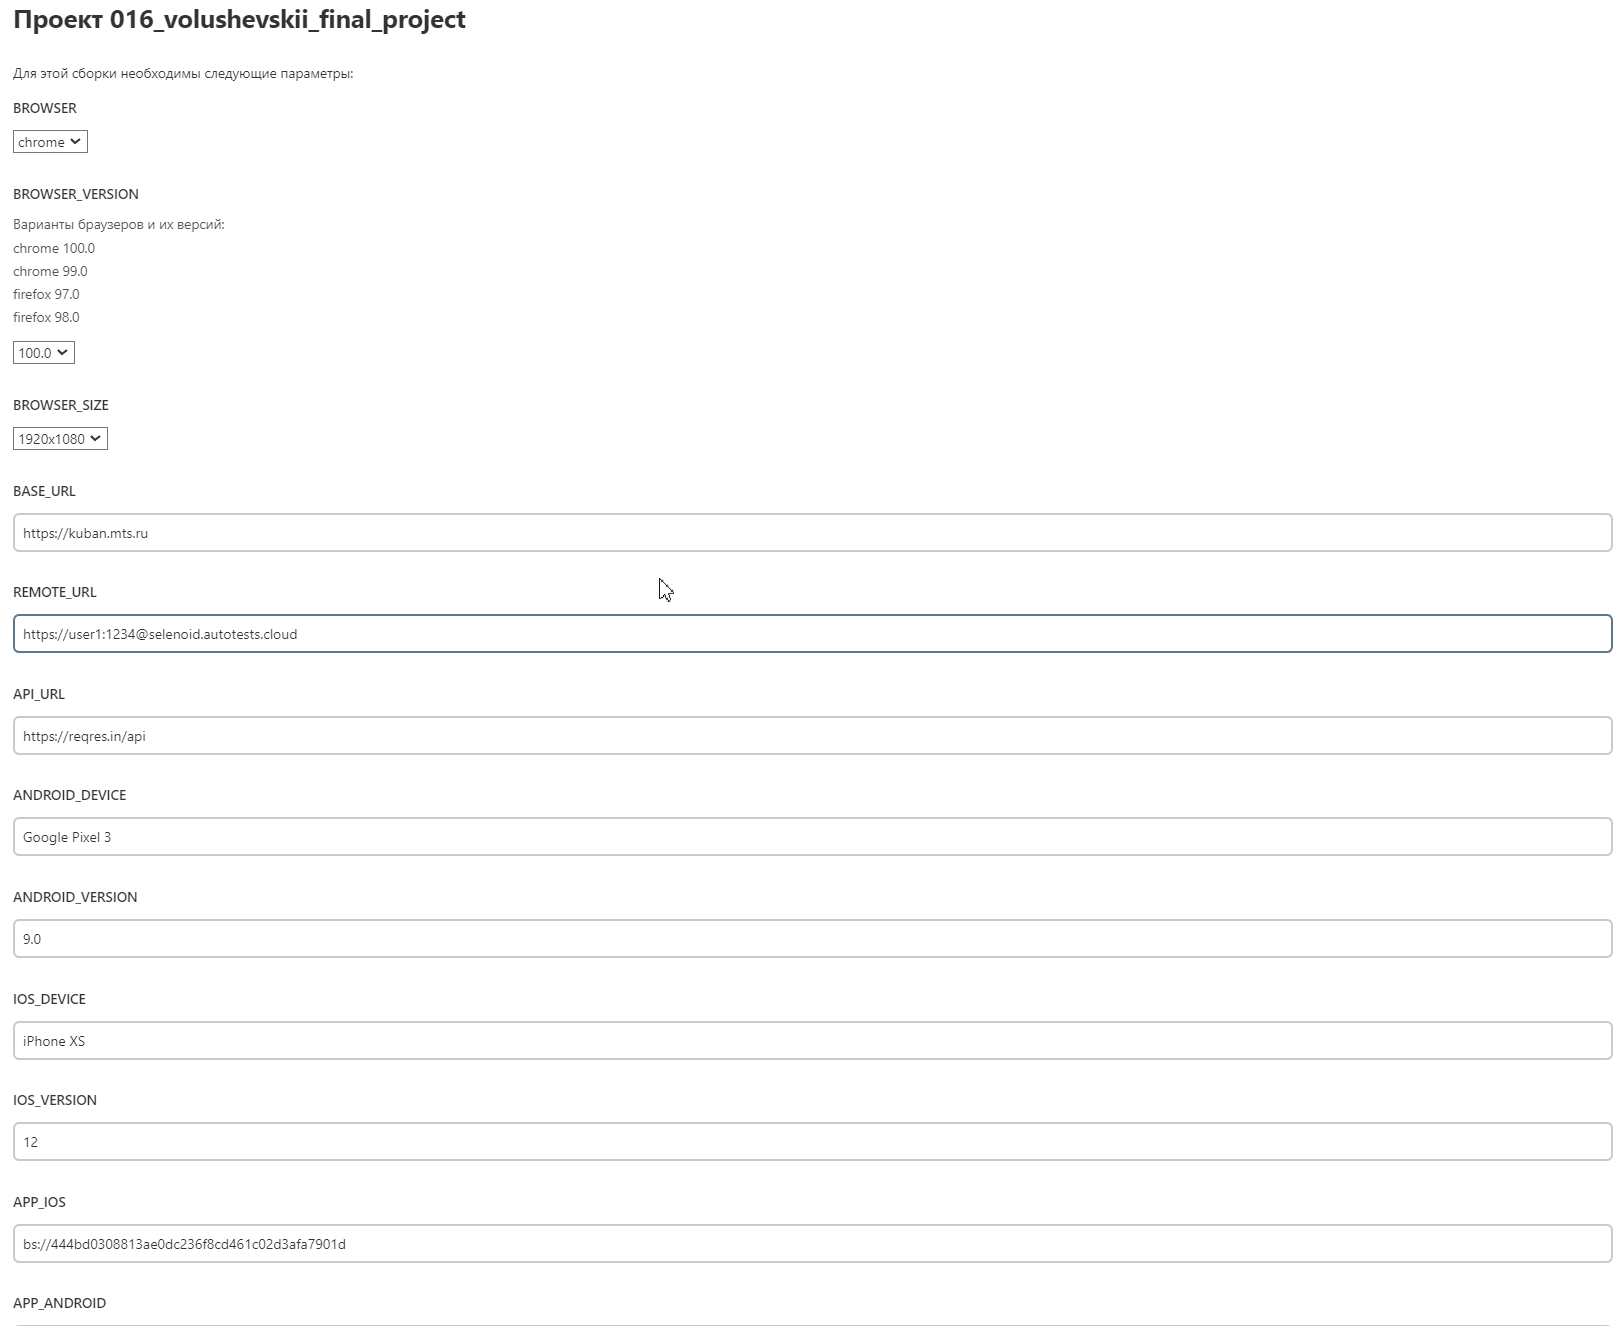 Проект 016_volushevskii_final_project
Для этой сборки необходимы следующие параметры:
BROWSER
chrome
BROWSER_VERSION
Варианты браузеров и их версий:
chrome 100.0
chrome 99.0
firefox 97.0
firefox 98.0
100.0
BROWSER_SIZE
1920x1080
BASE_URL
https://kuban.mts.ru
REMOTE_URL
https://user1:1234@selenoid.autotests.cloud
API_URL
https://reqres.in/api
ANDROID_DEVICE
Google Pixel 3
ANDROID_VERSION
9.0
IOS_DEVICE
iPhone XS
IOS_VERSION
12
APP_IOS
bs://444bd0308813ae0dc236f8cd461c02d3afa7901d
APP_ANDROID